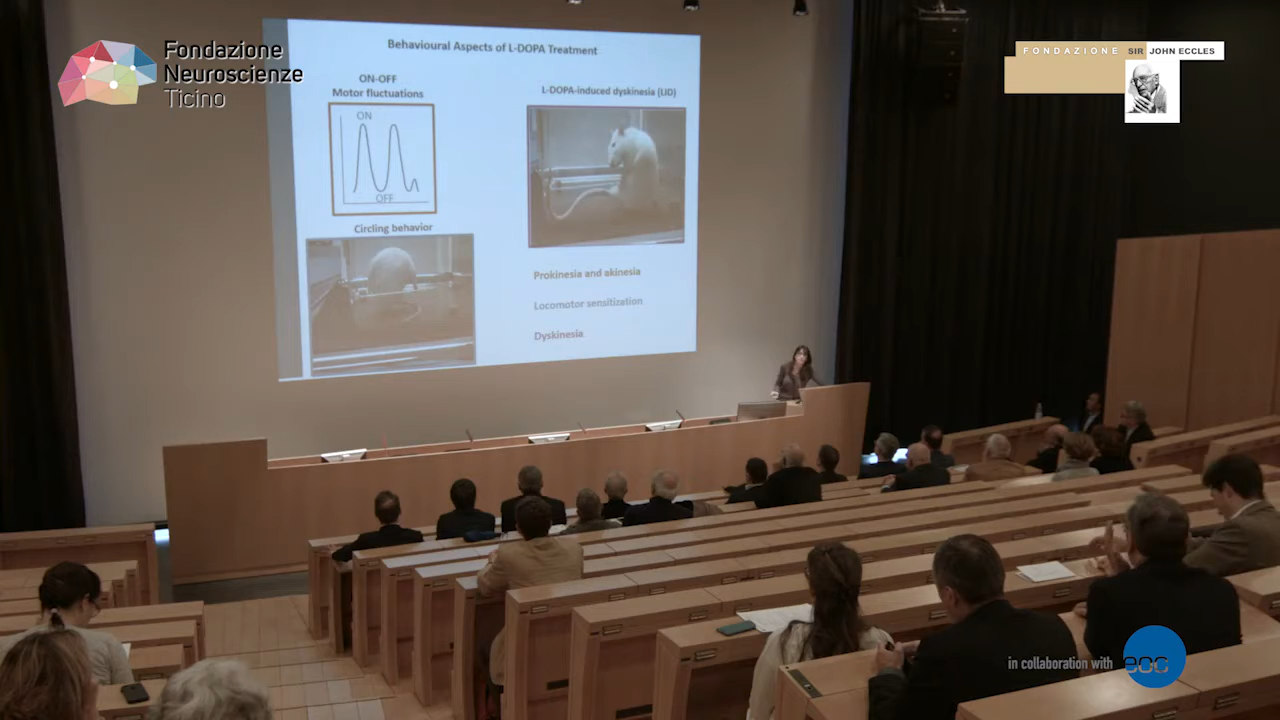 Fondazione
Neuroscienze
Ticino
FONDAZIONE SIR JOHN ECCLES
Behavioural Aspects of L-DOPA Treatment
ON-OFF
Motor fluctuations
ON
OFF
Circling behavior
L-DOPA-induced dyskinesia (LID)
Prokinesia and akinesia
Locomotor sensitization
Dyskinesia
in collaboration with eoc